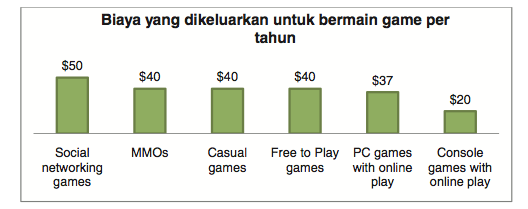 Biaya yang dikeluarkan untuk bermain game per
tahun
$50
$40
$40
$40
$37
$20
Social
networking
games
MMOs
Casual
games
Free to Play
games
PC games
with online
play
Console
games with
online play